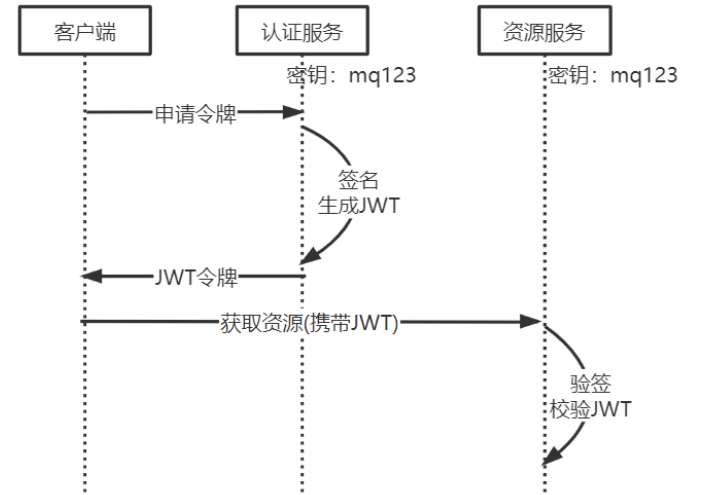 客户端
认证服务
资源服务
密钥：mq123
密钥：mq123
申请令牌
签名
生成JWT
JWT令牌
获取资源(携带JWT)
验签
校验JWT